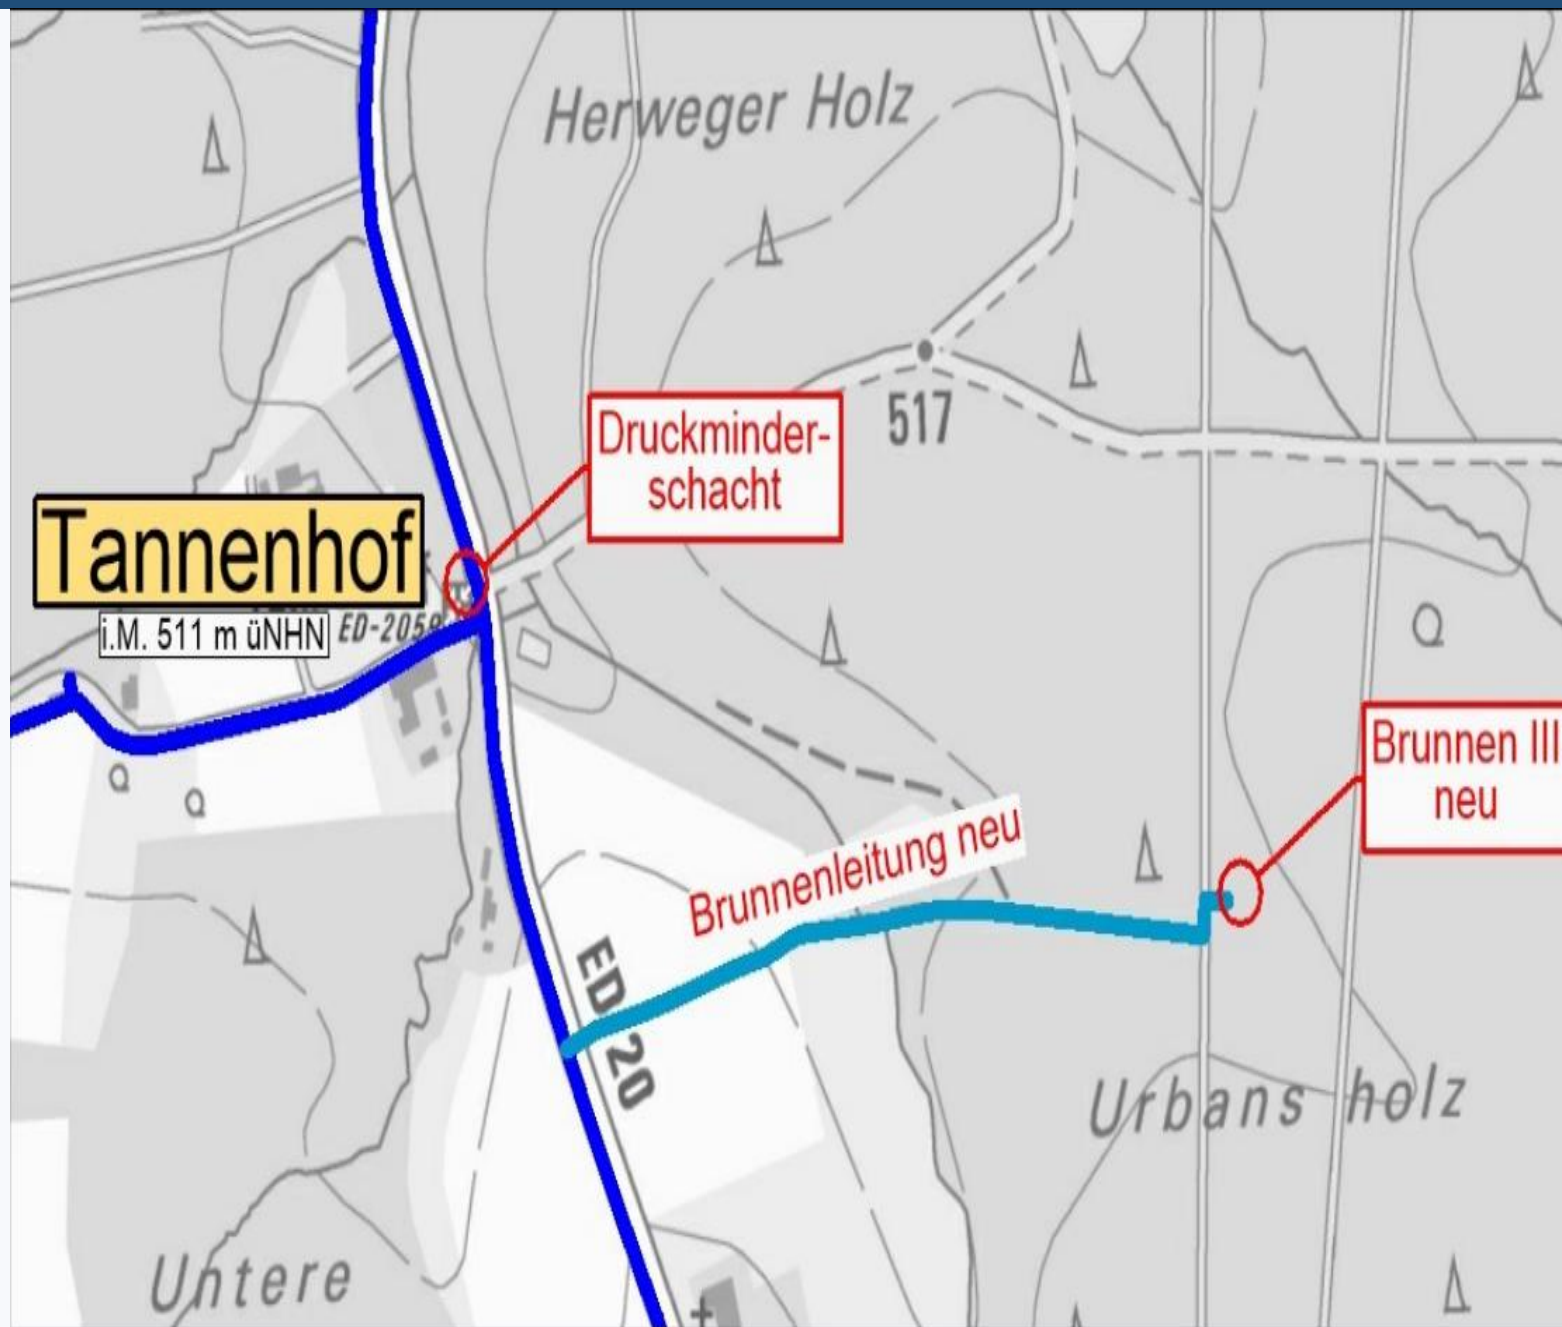 Herweger Holz
517
Druckminder-
schacht
Tannenhof
i.M. 511 m üNHN
ED-2059
Brunnen III
neu
Brunnenleitung neu
ED 20
Urbans holz
Untere